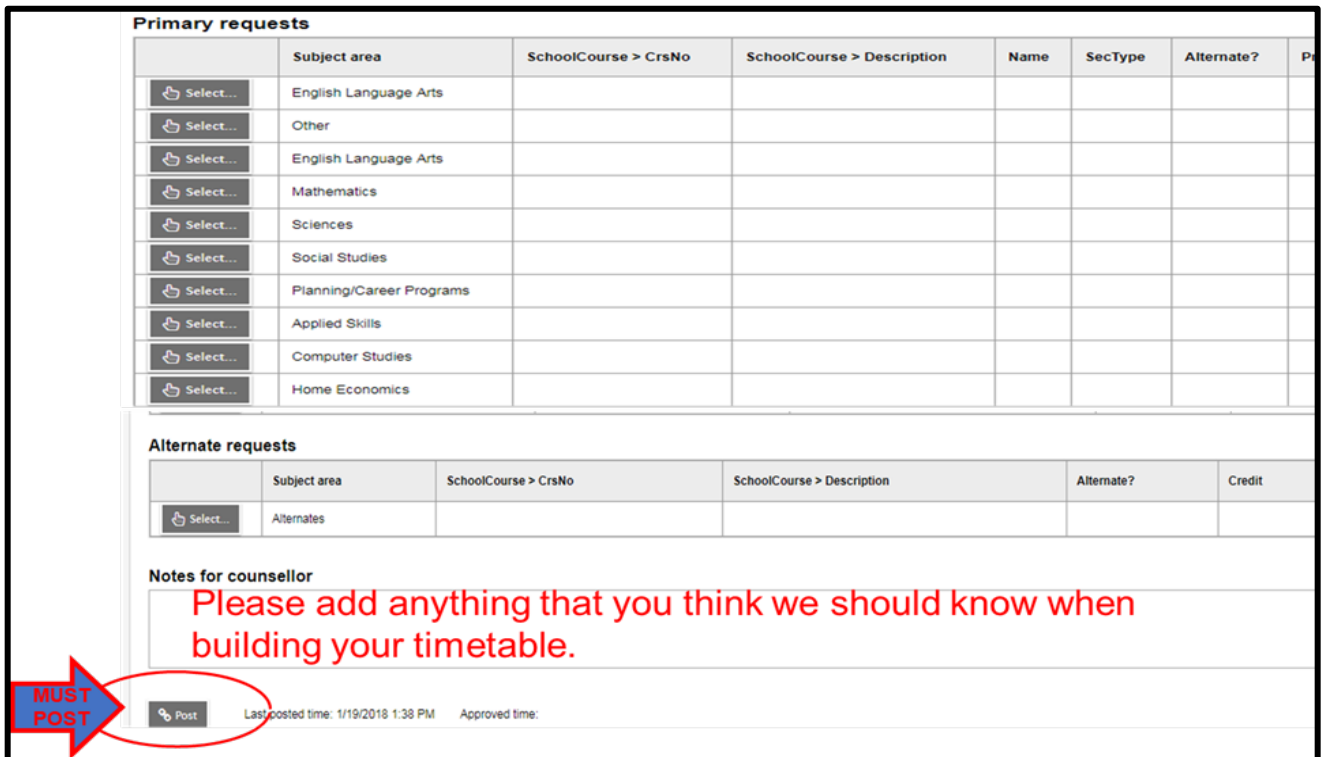 Primary requests
Subject area SchoolCourse > CrsNo SchoolCourse > Description Name SecType Alternate?
Select... English Language Arts
Select... Other
Select... English Language Arts
Select... Mathematics
Select... Sciences
Select... Social Studies
Select... Planning/Career Programs
Select... Applied Skills
Select... Computer Studies
Select... Home Economics
Alternate requests
Subject area SchoolCourse > CrsNo SchoolCourse > Description Alternate? Credit
Select... Alternates
Notes for counsellor
Please add anything that you think we should know when
building your timetable.
MUST
POST
Post Last posted time: 1/19/2018 1:38 PM Approved time: